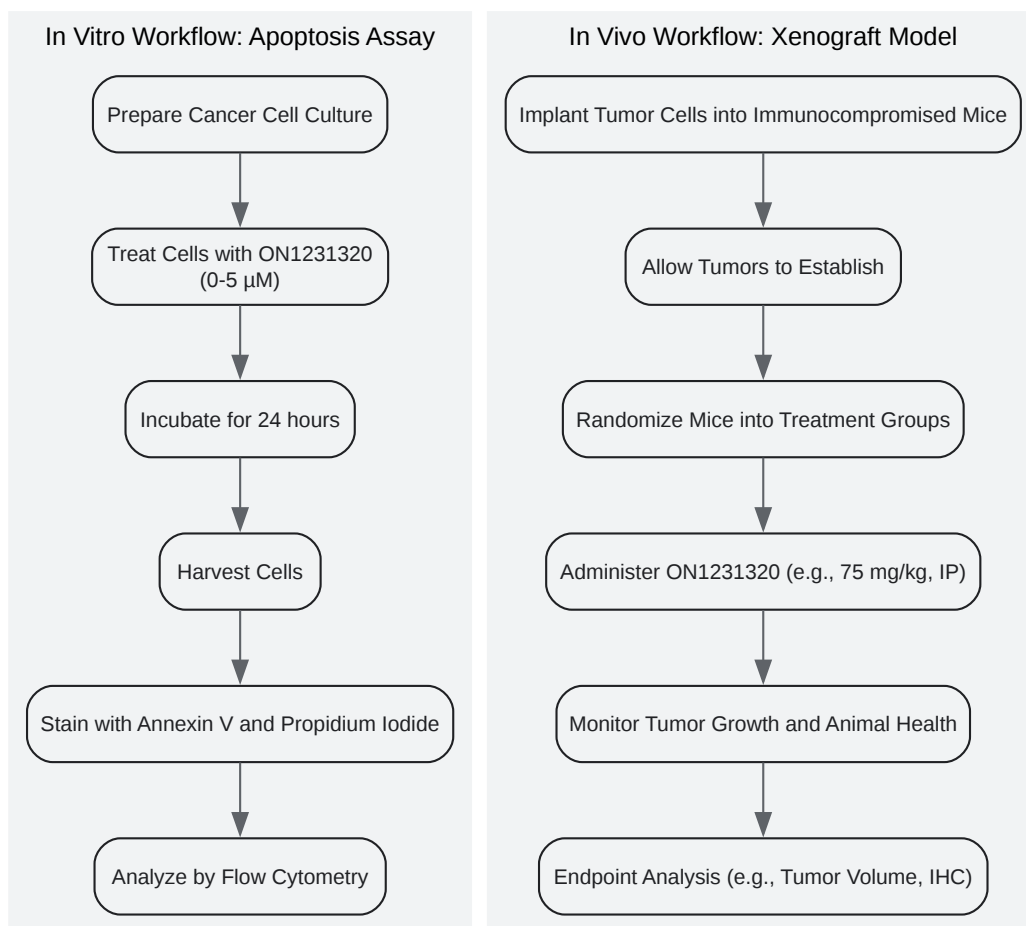 In Vitro Workflow: Apoptosis Assay
Prepare Cancer Cell Culture
Treat Cells with ON1231320
(0-5 µM)
Incubate for 24 hours
Harvest Cells
Stain with Annexin V and Propidium Iodide
Analyze by Flow Cytometry
In Vivo Workflow: Xenograft Model
Implant Tumor Cells into Immunocompromised Mice
Allow Tumors to Establish
Randomize Mice into Treatment Groups
Administer ON1231320 (e.g., 75 mg/kg, IP)
Monitor Tumor Growth and Animal Health
Endpoint Analysis (e.g., Tumor Volume, IHC)